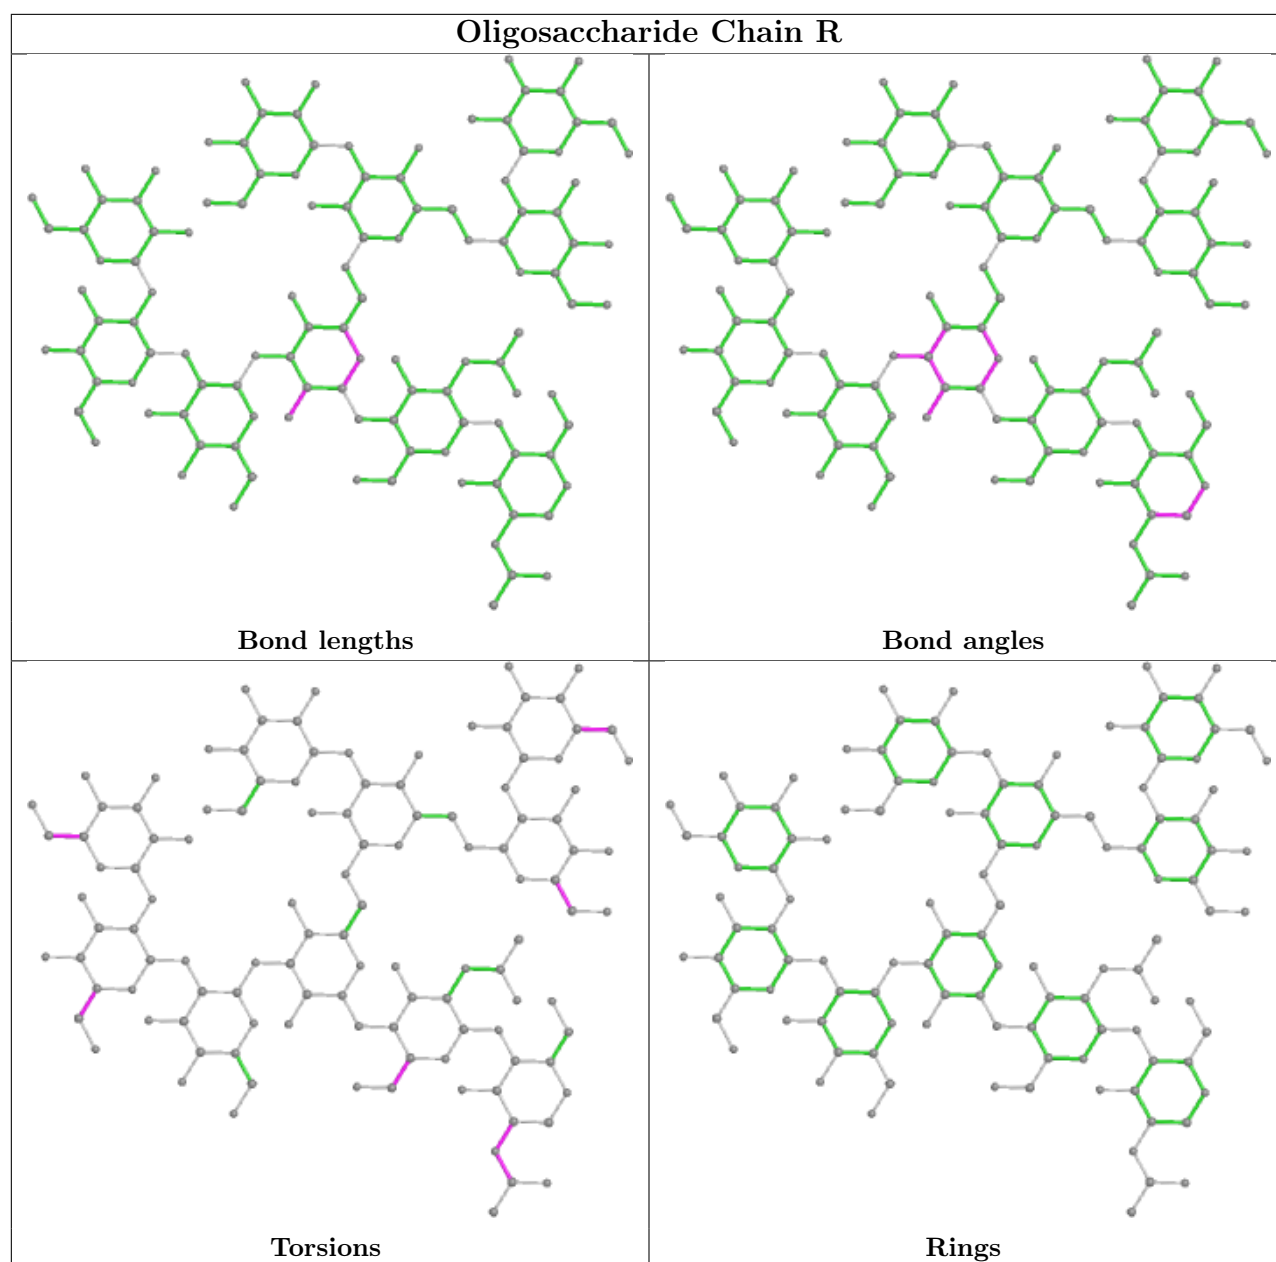 Oligosaccharide Chain R
Bond lengths
Bond angles
Torsions
Rings